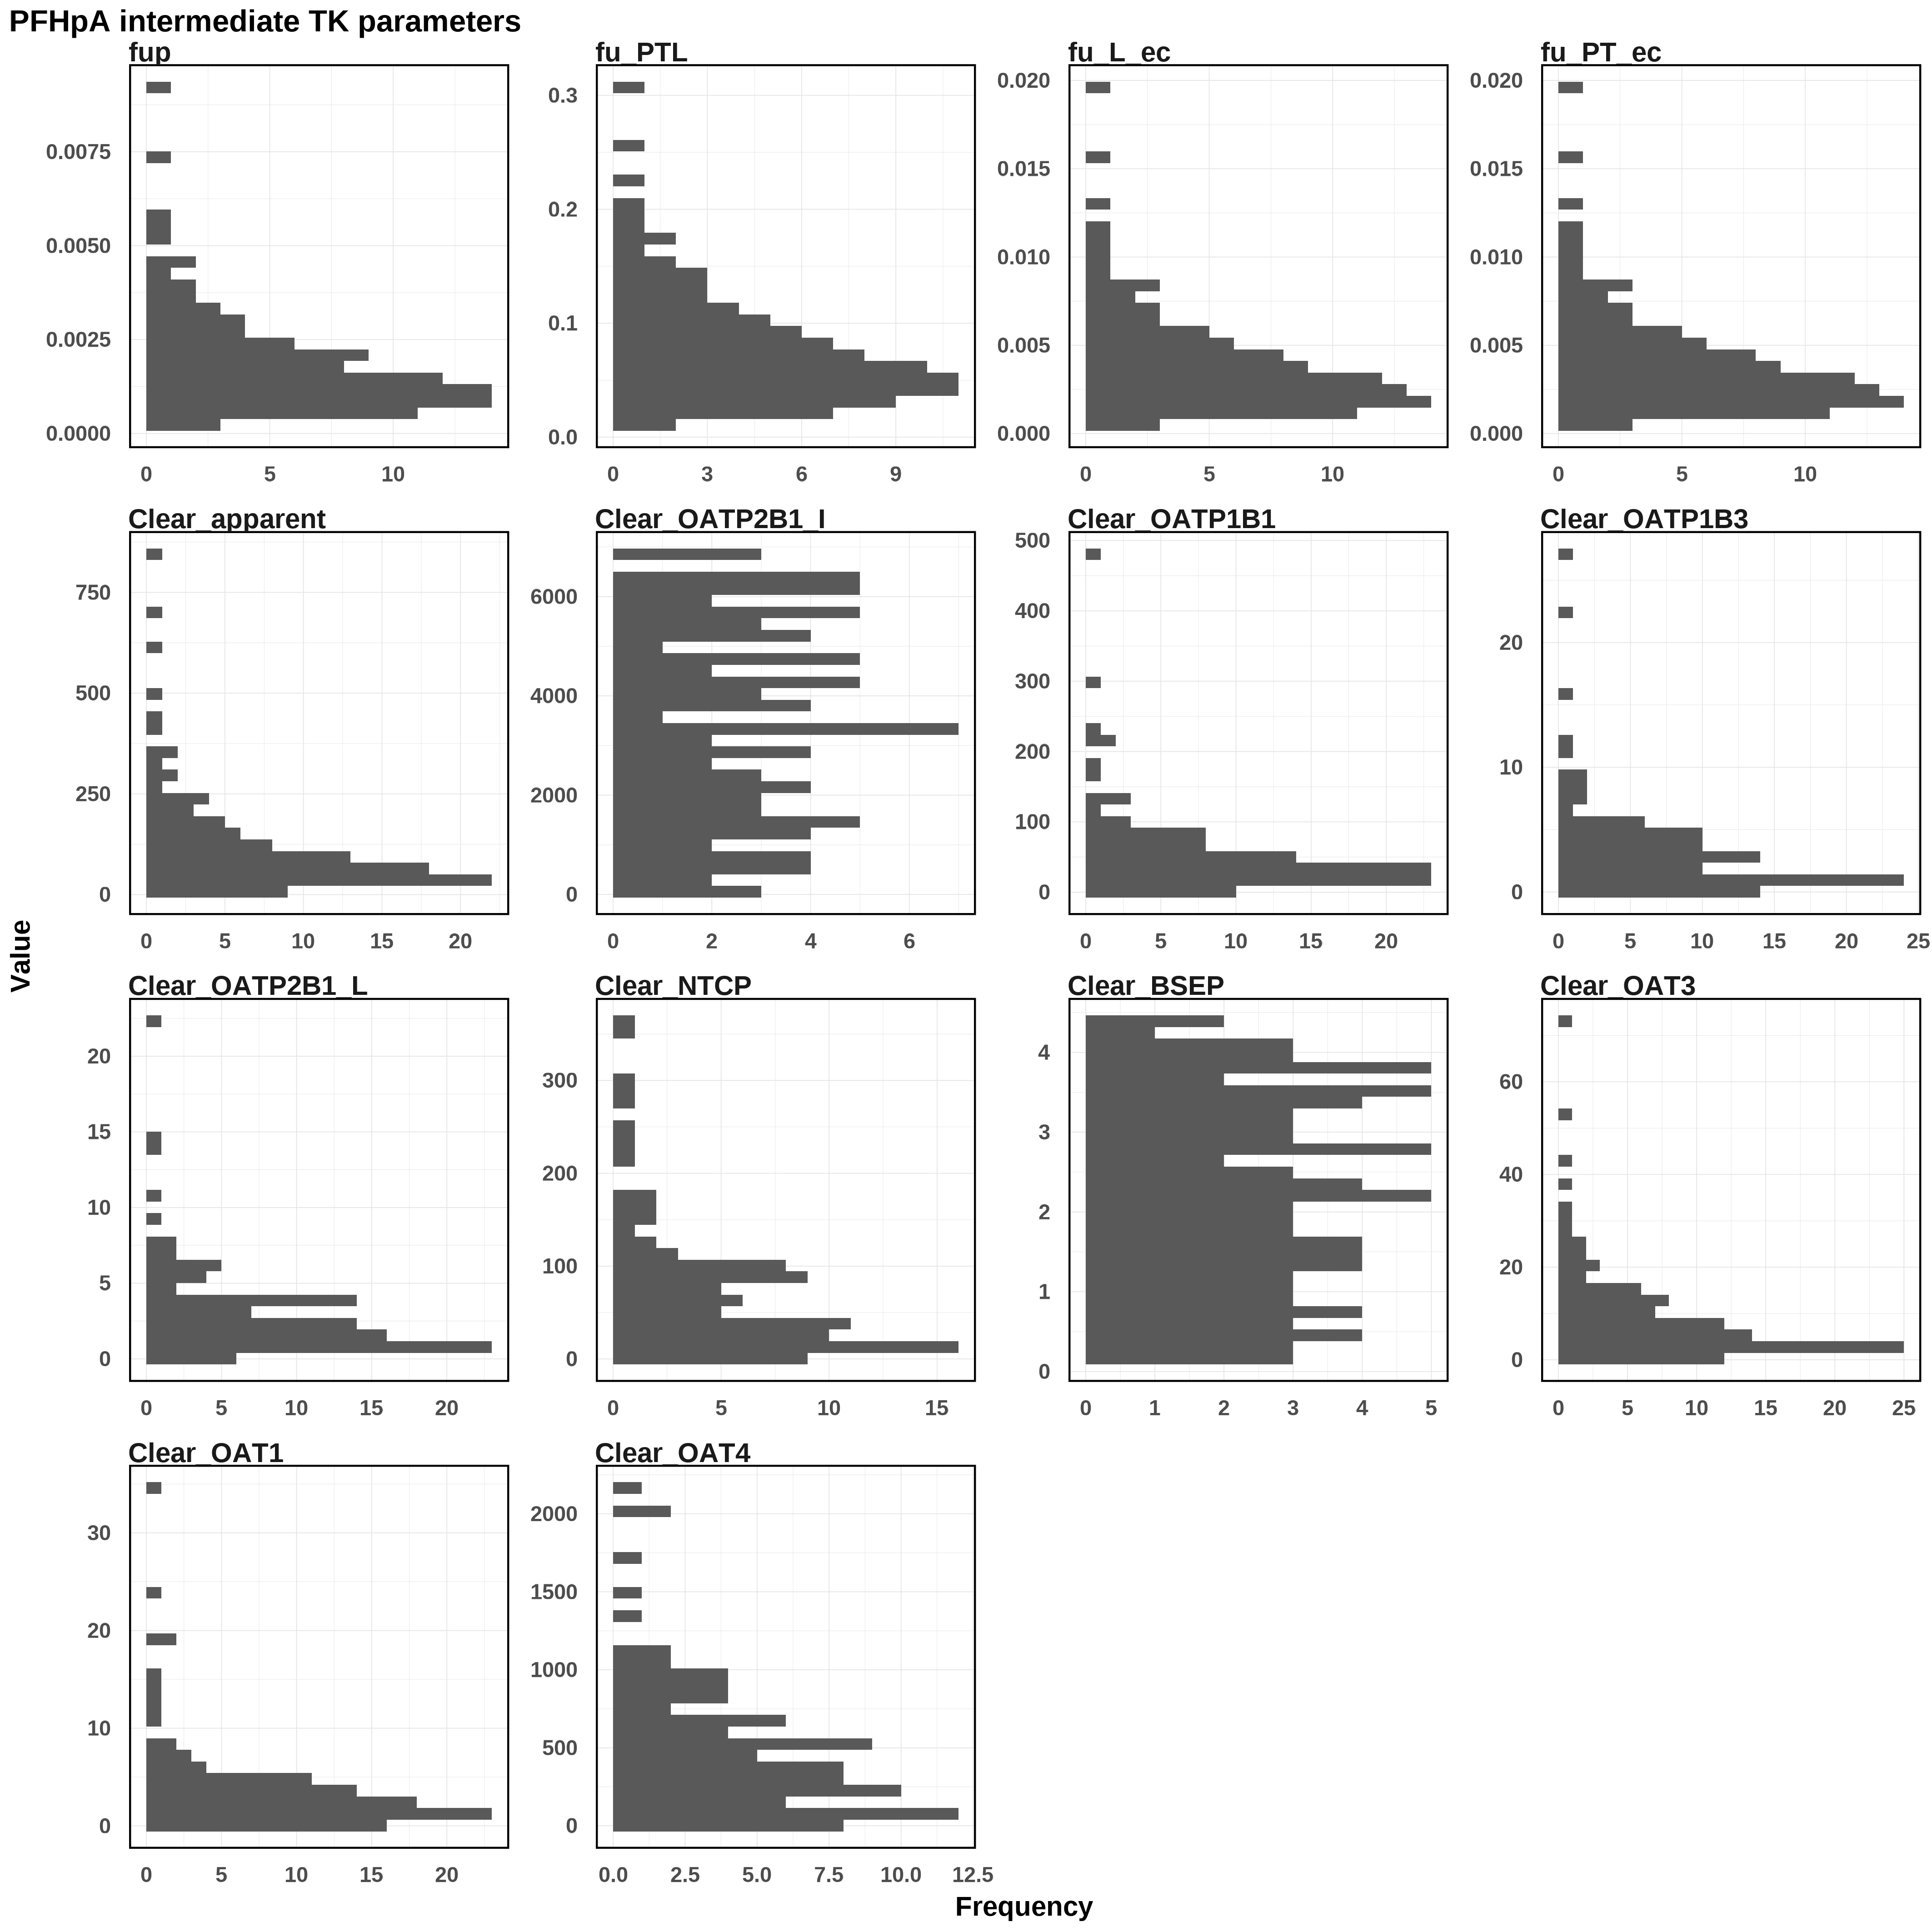 PFHpA intermediate TK parameters
fup
fu_PTL
fu_L_ec
fu_PT_ec
0.0075
0.0050
0.0025
0.0000
0 5 10
0.3
0.2
0.1
0.0
0 3 6 9
0.020
0.015
0.010
0.005
0.000
0 5 10
0.020
0.015
0.010
0.005
0.000
0 5 10
Clear_apparent
Clear_OATP2B1_I
Clear_OATP1B1
Clear_OATP1B3
750
500
250
0
0 5 10 15 20
6000
4000
2000
0
0 2 4 6
500
400
300
200
100
0
0 5 10 15 20
20
10
0
0 5 10 15 20 25
Value
Clear_OATP2B1_L
Clear_NTCP
Clear_BSEP
Clear_OAT3
20
15
10
5
0
0 5 10 15 20
300
200
100
0
0 5 10 15
4
3
2
1
0
0 1 2 3 4 5
60
40
20
0
0 5 10 15 20 25
Clear_OAT1
Clear_OAT4
30
20
10
0
0 5 10 15 20
2000
1500
1000
500
0
0.0 2.5 5.0 7.5 10.0 12.5
Frequency